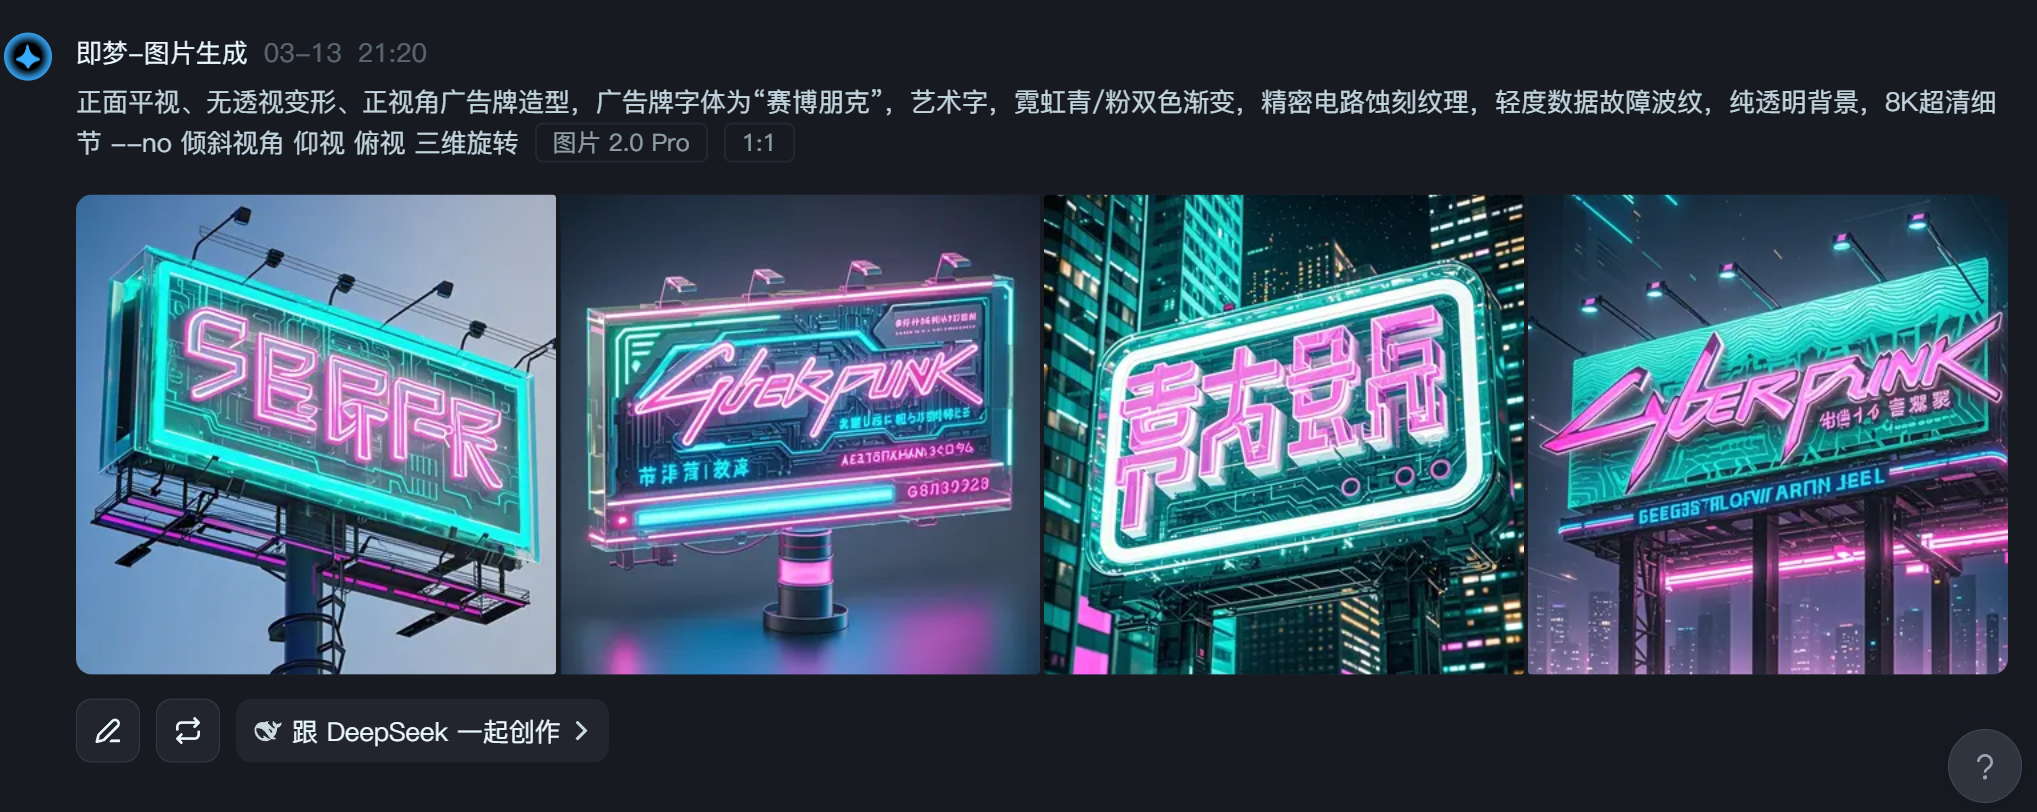 即梦-图片生成 03-13 21:20
正面平视、无透视变形、正视角广告牌造型，广告牌字体为“赛博朋克”，艺术字，霓虹青/粉双色渐变，精密电路蚀刻纹理，轻度数据故障波纹，纯透明背景，8K超清细
节 --no 倾斜视角 仰视 俯视 三维旋转 图片 2.0 Pro 1:1
SERPR
CYBERPUNK
G8Л30928
CYBERPUNK
跟 DeepSeek 一起创作
?